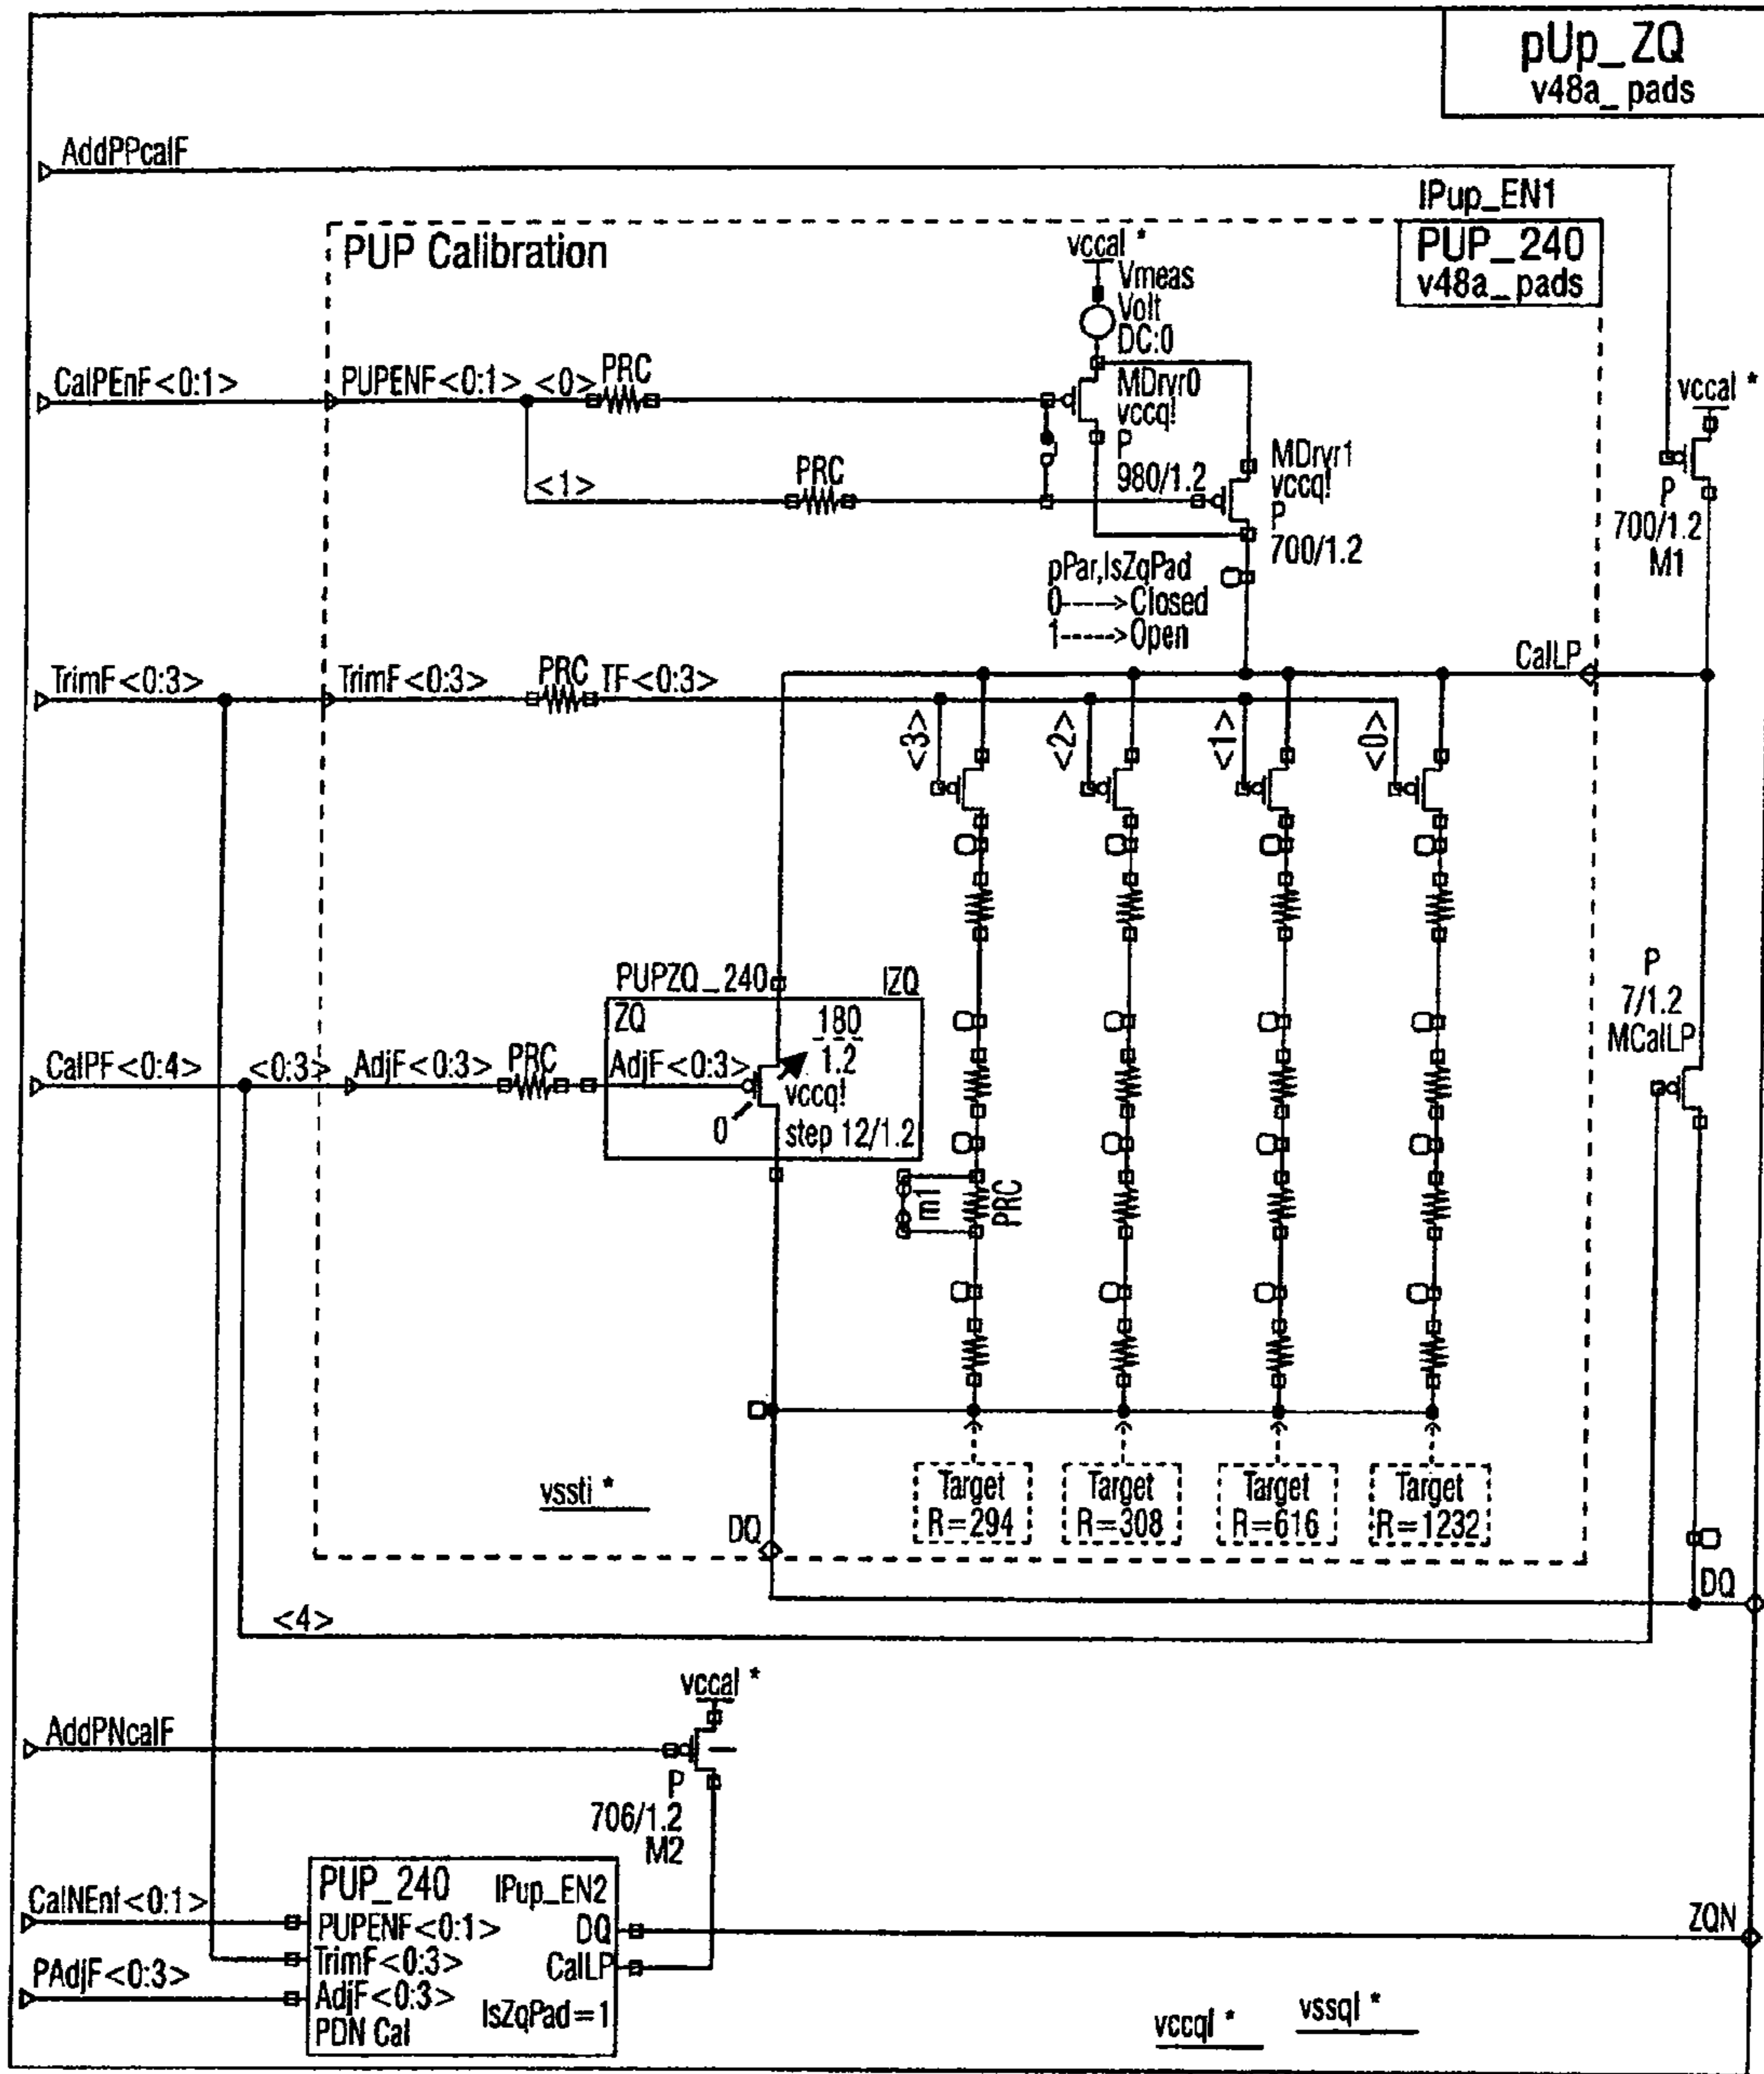 pUp_ZQ
v48a_pads
AddPPcalF
IPup_EN1
PUP_240
v48a_pads
PUP Calibration
vccal *
Vmeas
Volt
DC:0
CalPEnF<0:1>
PUPENF<0:1>
<0>
PRC
MDrvr0
vccq!
P
980/1.2
vccal *
<1>
PRC
MDrvr1
vccq!
P
700/1.2
P
700/1.2
M1
pPar,IsZqPad
0---->Closed
1---->Open
CalLP
TrimF<0:3>
TrimF<0:3>
PRC
TF<0:3>
<3>
<2>
<1>
<0>
PUPZQ_240
IZQ
ZQ
180
1.2
P
7/1.2
MCalLP
CalPF<0:4>
<0:3>
AdjF<0:3>
PRC
AdjF<0:3>
vccq!
0
step 12/1.2
m1
PRC
vssti *
Target
R=294
Target
R=308
Target
R=616
Target
R=1232
DQ
DQ
<4>
vccal *
AddPNcalF
P
706/1.2
M2
PUP_240
IPup_EN2
CalNEnf<0:1>
PUPENF<0:1>
DQ
ZQN
TrimF<0:3>
CalLP
PAdjF<0:3>
AdjF<0:3>
IsZqPad=1
PDN Cal
vccql *
vssql *